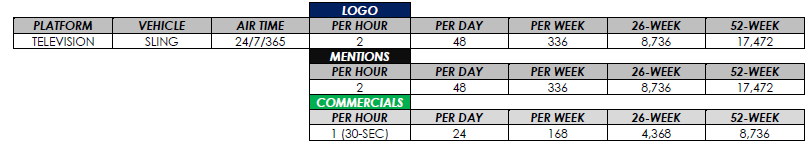 LOGO
PLATFORM VEHICLE AIR TIME PER HOUR PER DAY PER WEEK 26-WEEK 52-WEEK
TELEVISION SLING 24/7/365 2 48 336 8,736 17,472
MENTIONS
PER HOUR PER DAY PER WEEK 26-WEEK 52-WEEK
2 48 336 8,736 17,472
COMMERCIALS
PER HOUR PER DAY PER WEEK 26-WEEK 52-WEEK
1 (30-SEC) 24 168 4,368 8,736